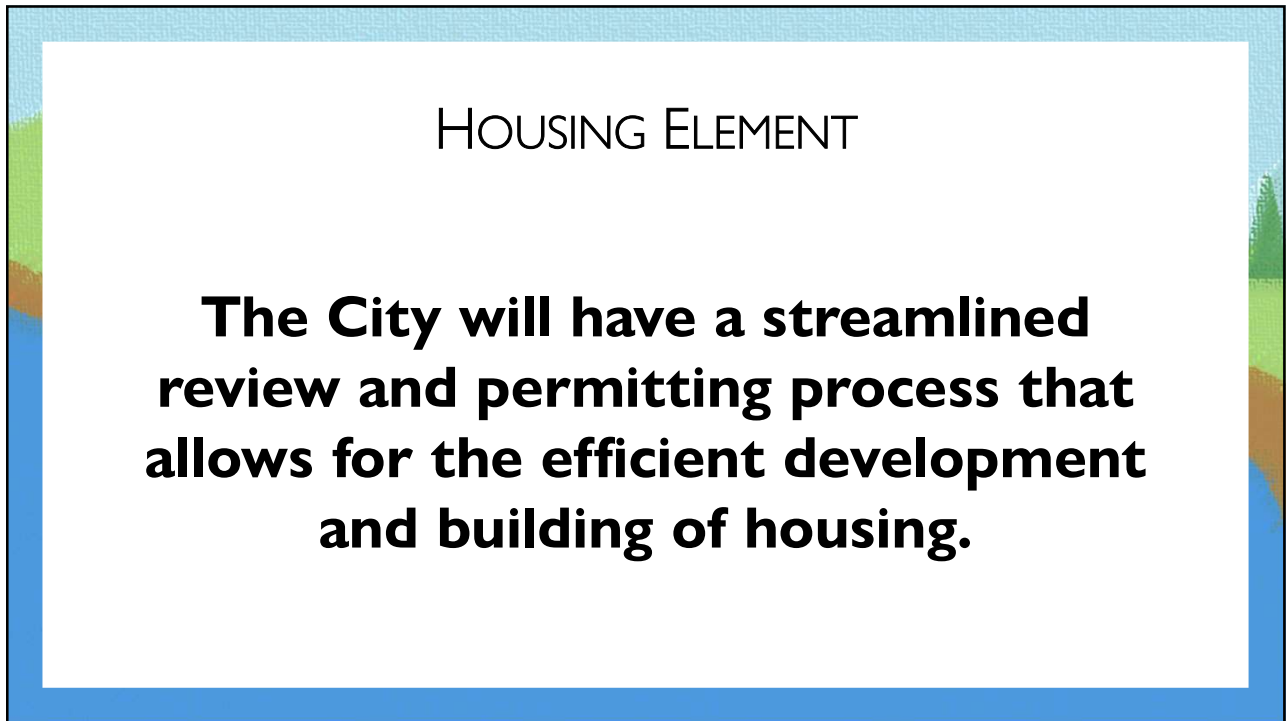 HOUSING ELEMENT
The City will have a streamlined
review and permitting process that
allows for the efficient development
and building of housing.